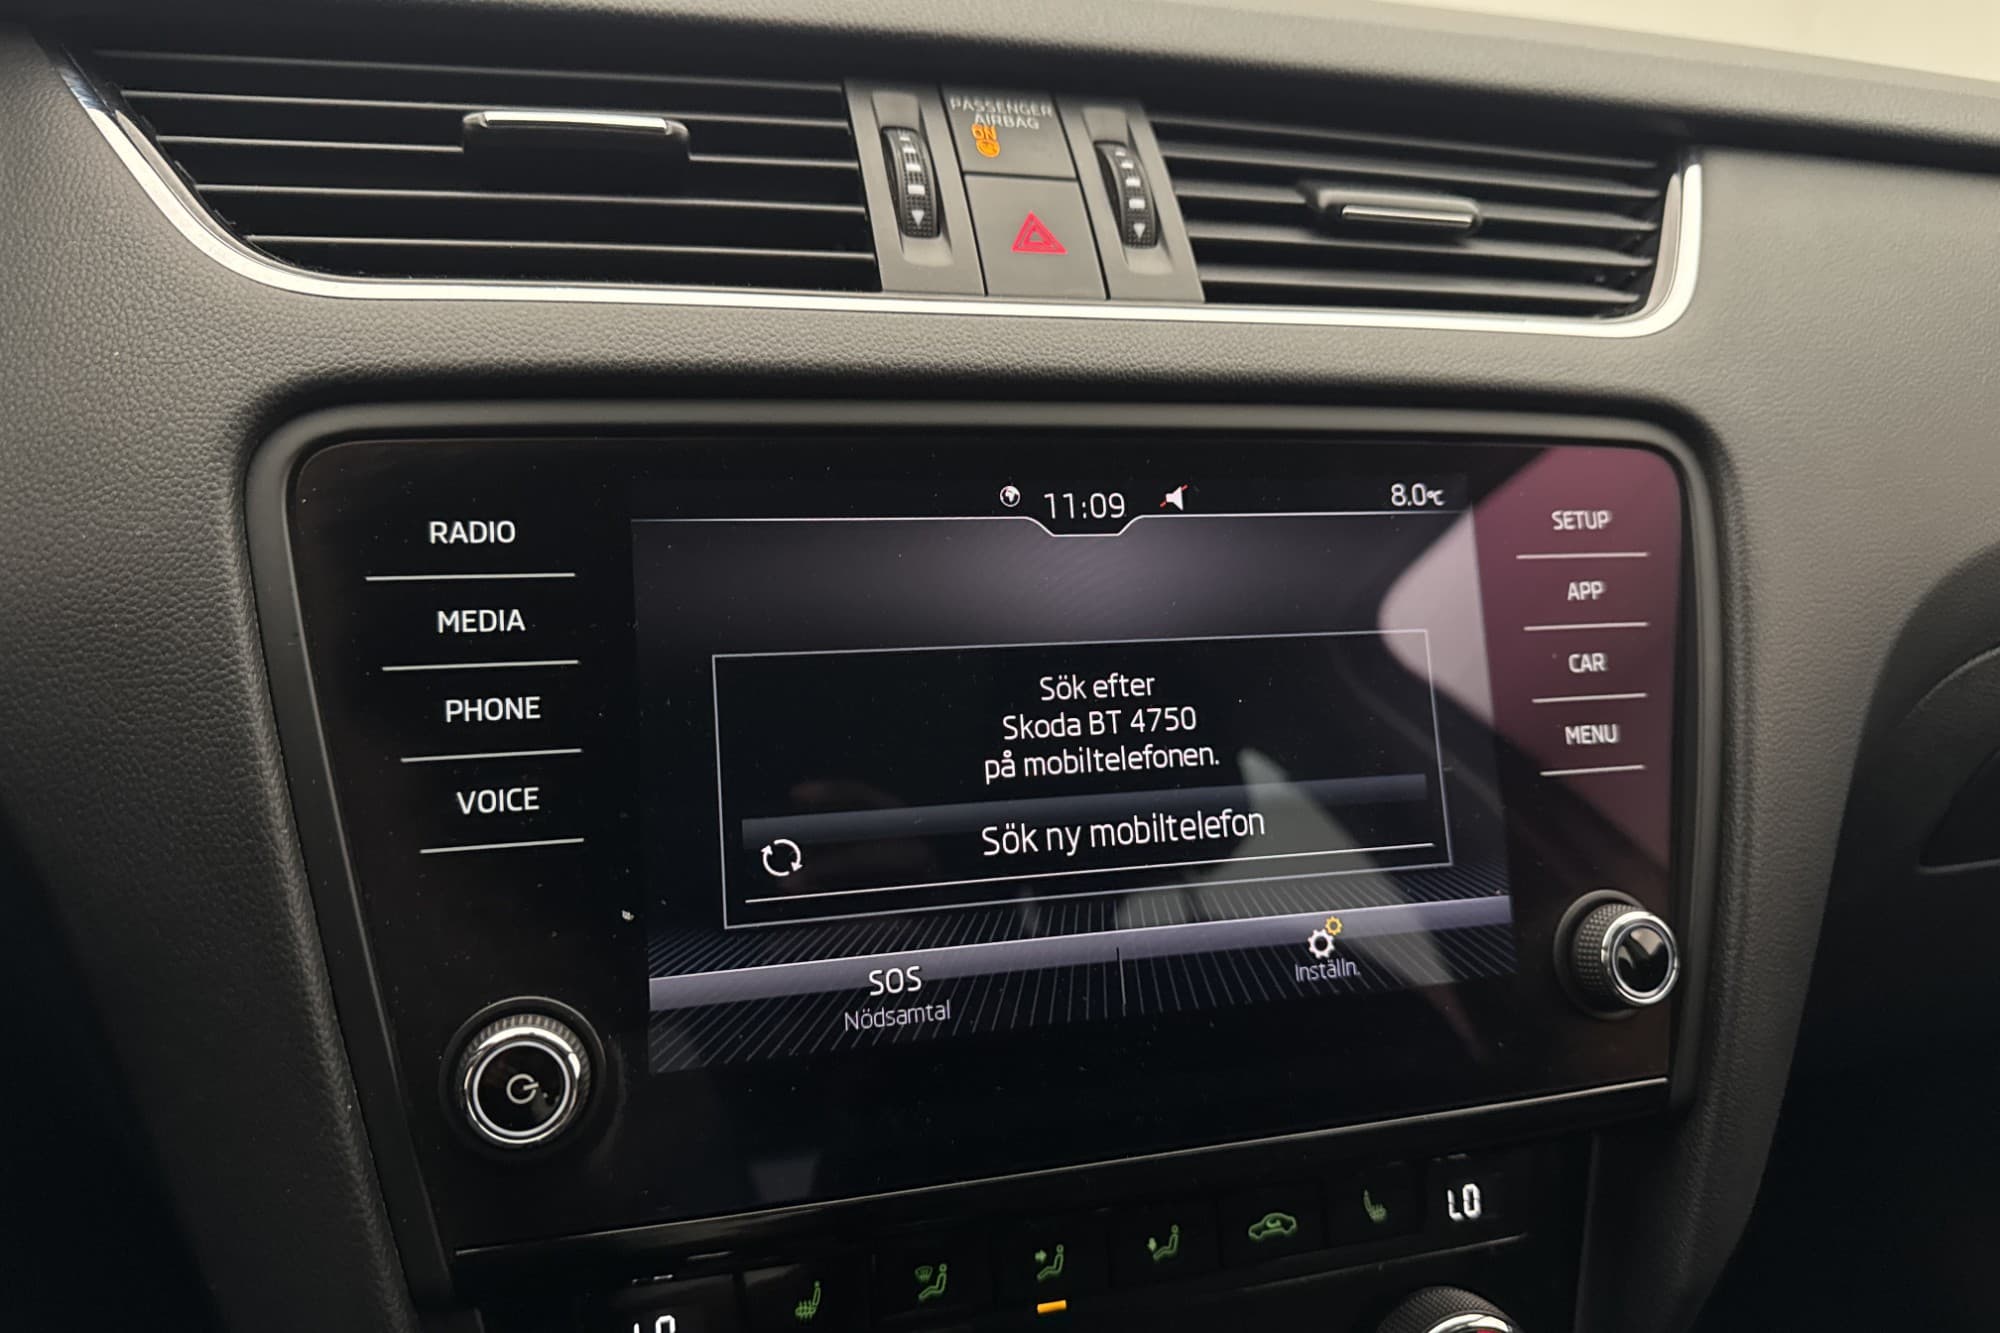 PASSENGER
AIRBAG
ON
11:09
8.0°C
RADIO
MEDIA
PHONE
VOICE
Sök efter
Skoda BT 4750
på mobiltelefonen.
Sök ny mobiltelefon
SOS
Nödsamtal
Inställn.
SETUP
APP
CAR
MENU
LO
LO